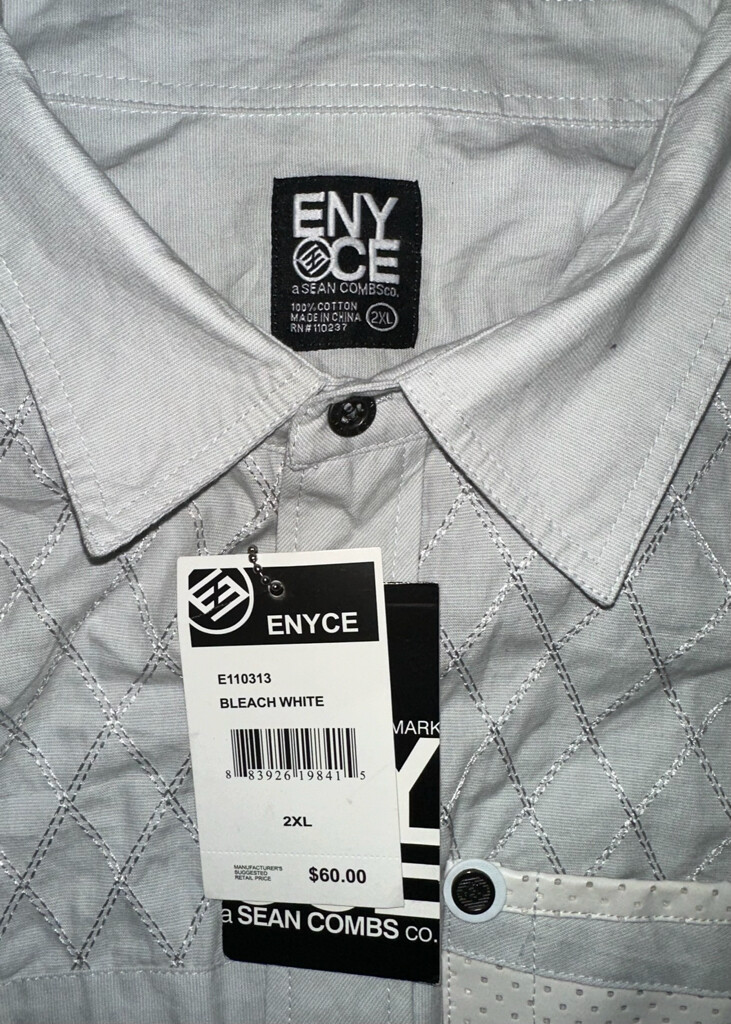 ENY
CE
a SEAN COMBS CO.
100% COTTON
MADE IN CHINA
RN# 110237
2XL
ENYCE
E110313
BLEACH WHITE
8 83926 19841 5
2XL
MANUFACTURER'S
SUGGESTED
RETAIL PRICE
$60.00
MARK
Y
CE
a SEAN COMBS CO.